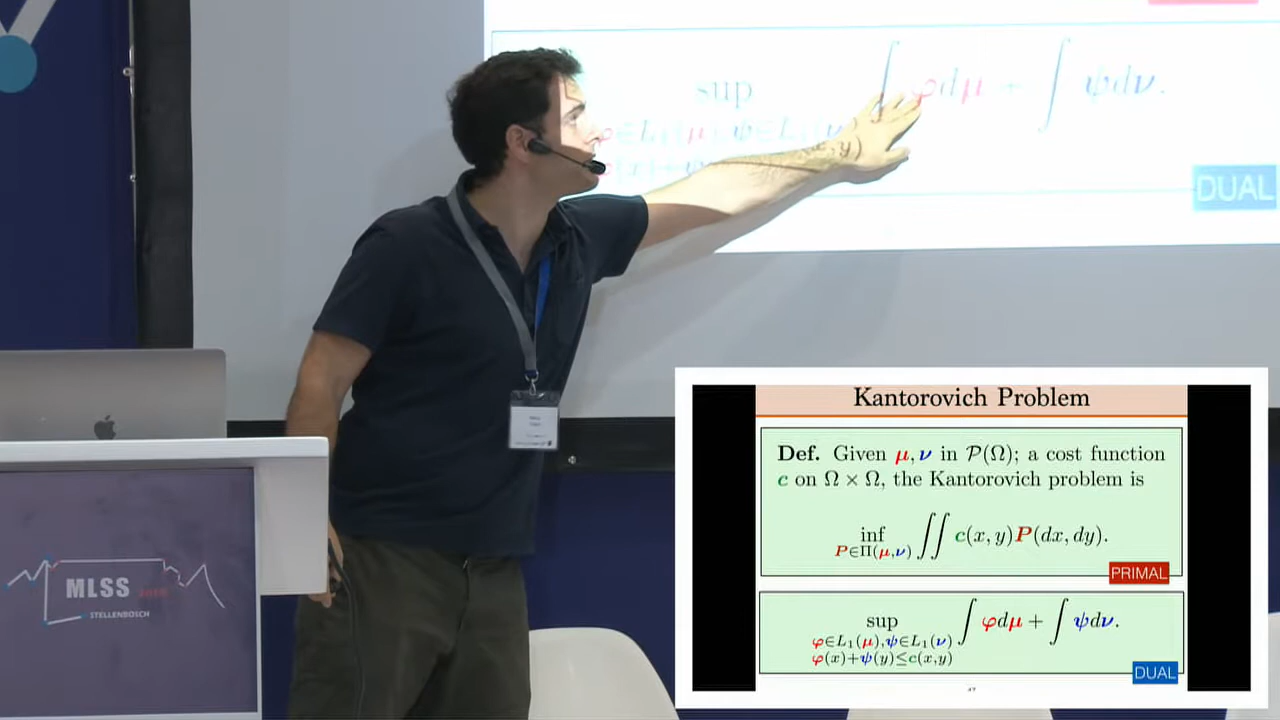 sup ∫ φdμ + ∫ ψdν.
DUAL
MLSS
STELLENBOSCH
Kantorovich Problem
Def. Given μ, ν in 𝒫(Ω); a cost function
c on Ω × Ω, the Kantorovich problem is
inf ∬ c(x, y)P(dx, dy).
P∈Π(μ,ν)
PRIMAL
sup ∫ φdμ + ∫ ψdν.
φ∈L₁(μ),ψ∈L₁(ν)
φ(x)+ψ(y)≤c(x,y)
DUAL